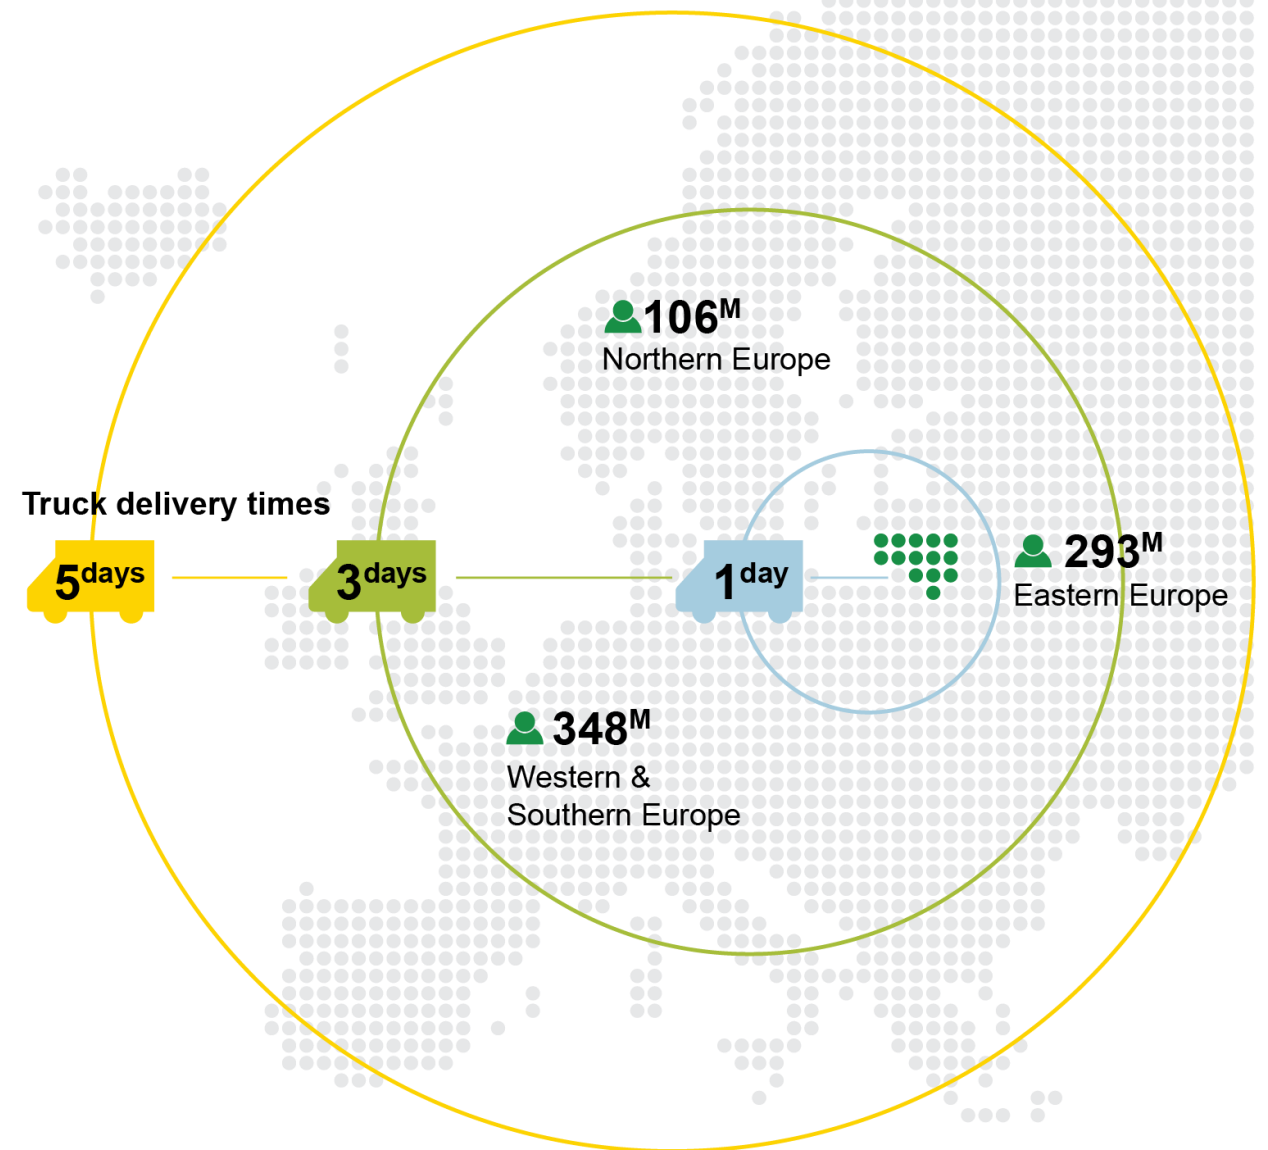 106M
Northern Europe
Truck delivery times
5days
3days
1day
293M
Eastern Europe
348M
Western &
Southern Europe